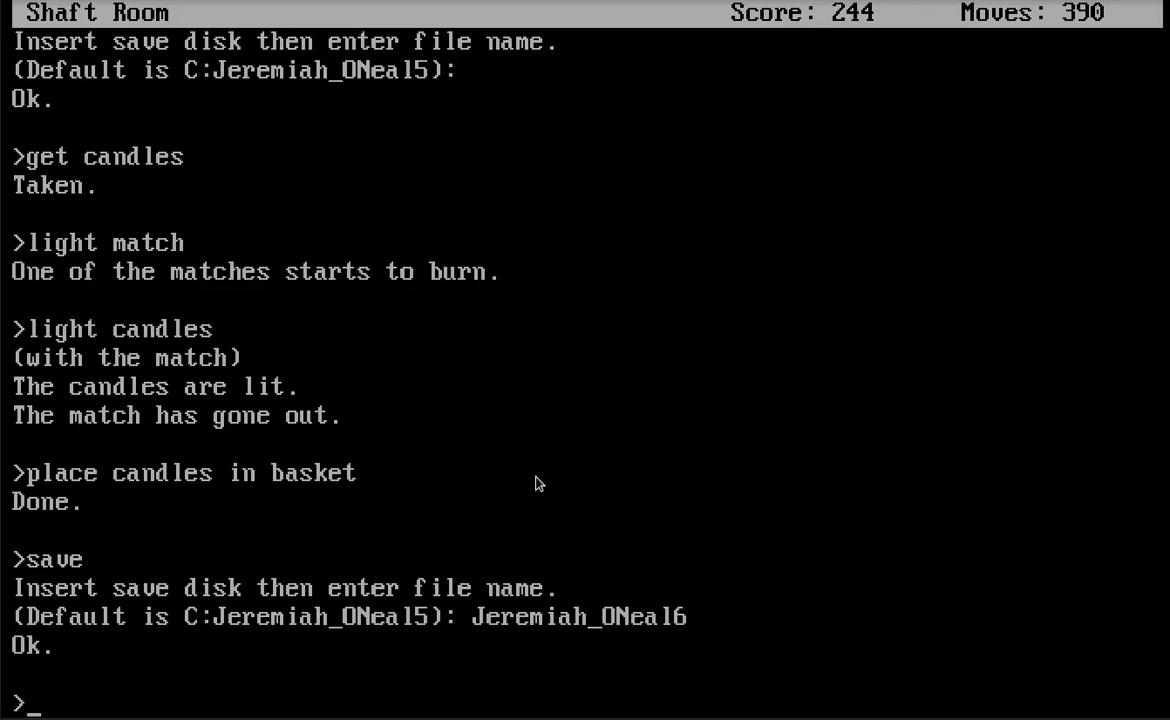 Shaft Room Score: 244 Moves: 390
Insert save disk then enter file name.
(Default is C:Jeremiah_ONeal5):
Ok.
>get candles
Taken.
>light match
One of the matches starts to burn.
>light candles
(with the match)
The candles are lit.
The match has gone out.
>place candles in basket
Done.
>save
Insert save disk then enter file name.
(Default is C:Jeremiah_ONeal5): Jeremiah_ONeal6
Ok.
>_